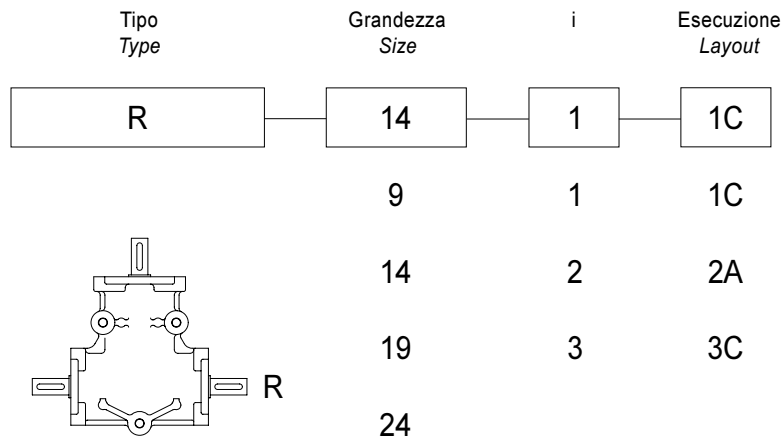 Tipo Grandezza i Esecuzione
Type Size Layout
R 14 1 1C
9 1 1C
14 2 2A
19 3 3C
R
24